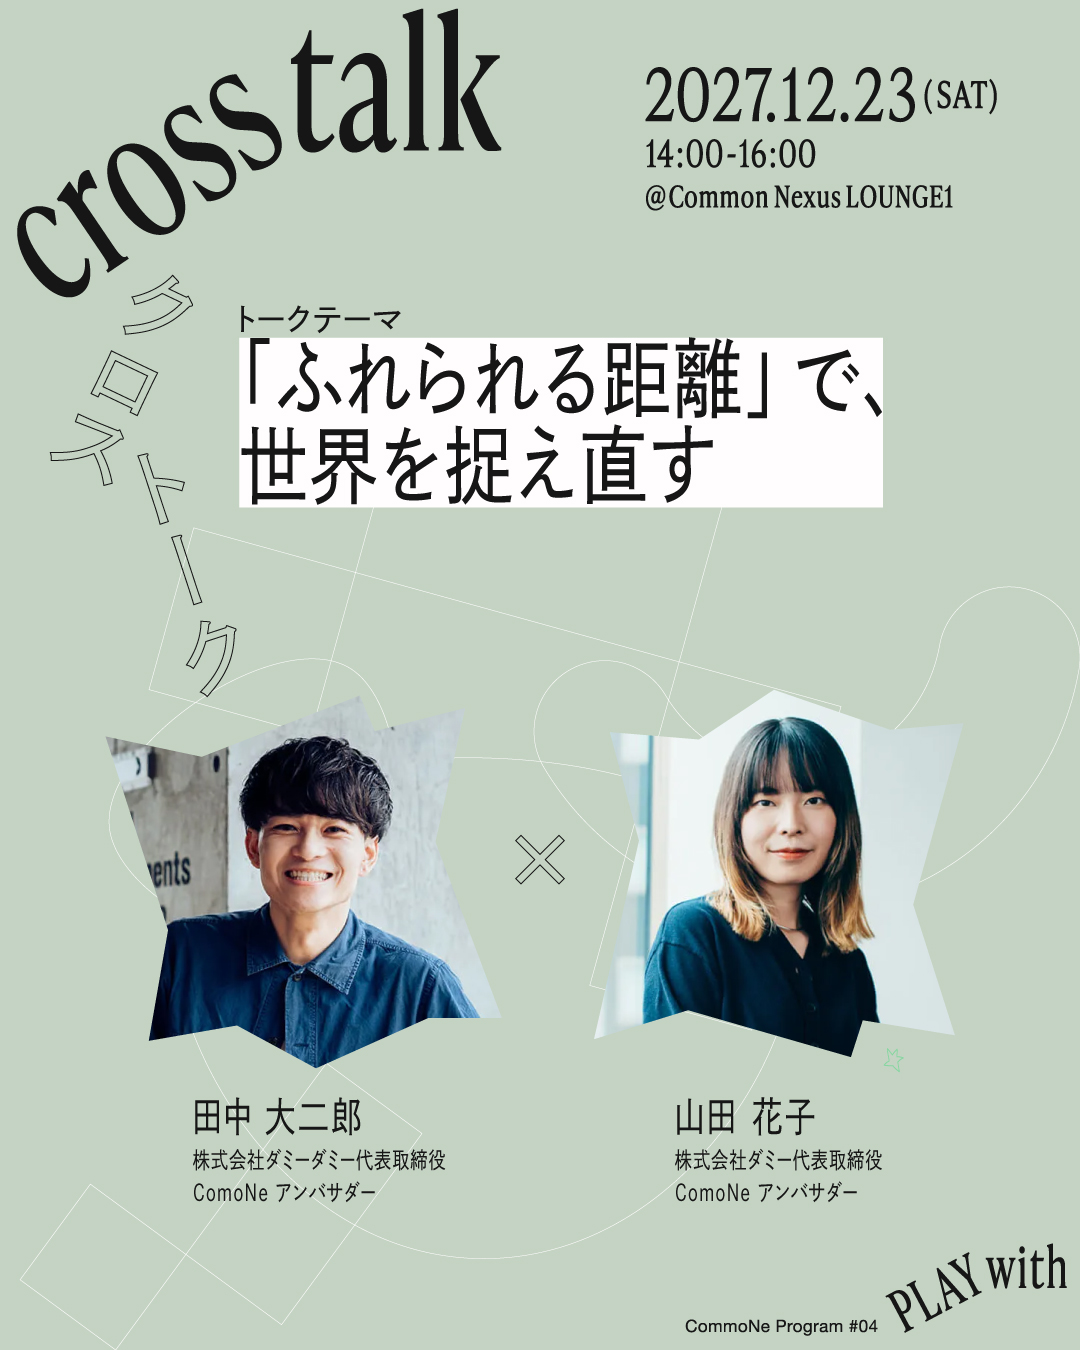 cross talk
2027.12.23(SAT)
14:00-16:00
@Common Nexus LOUNGE1
クロストーク
トークテーマ
「ふれられる距離」で、
世界を捉え直す
ents
×
田中 大二郎
株式会社ダミーダミー代表取締役
ComoNe アンバサダー
山田 花子
株式会社ダミー代表取締役
ComoNe アンバサダー
PLAY with
CommoNe Program #04